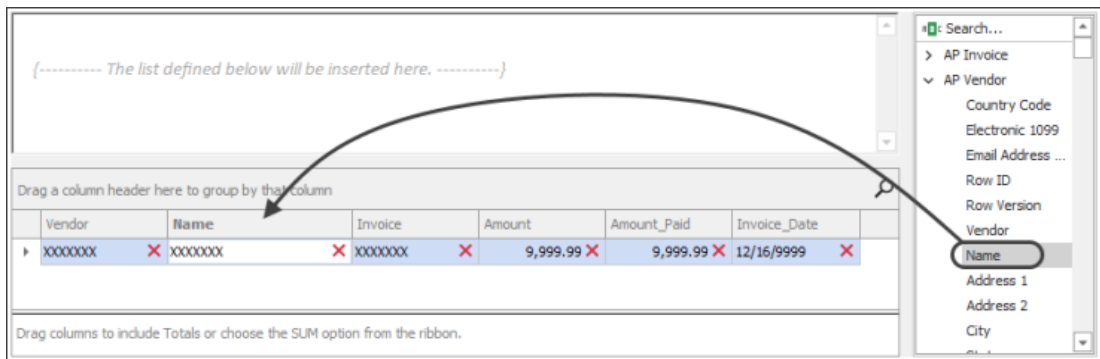 {---------- The list defined below will be inserted here. ----------}
Drag a column header here to group by that column
Vendor Name Invoice Amount Amount_Paid Invoice_Date
XXXXXXX XXXXXXX XXXXXXX 9,999.99 9,999.99 12/16/9999
Drag columns to include Totals or choose the SUM option from the ribbon.
Search...
AP Invoice
AP Vendor
Country Code
Electronic 1099
Email Address ...
Row ID
Row Version
Vendor
Name
Address 1
Address 2
City